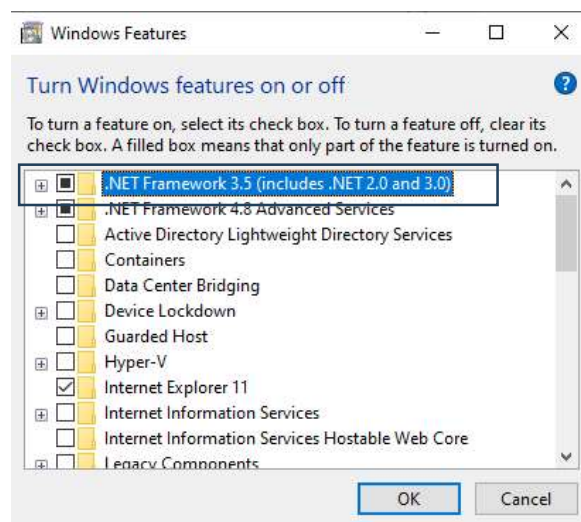 Windows Features
Turn Windows features on or off
?
To turn a feature on, select its check box. To turn a feature off, clear its
check box. A filled box means that only part of the feature is turned on.
.NET Framework 3.5 (includes .NET 2.0 and 3.0)
.NET Framework 4.8 Advanced Services
Active Directory Lightweight Directory Services
Containers
Data Center Bridging
Device Lockdown
Guarded Host
Hyper-V
Internet Explorer 11
Internet Information Services
Internet Information Services Hostable Web Core
Legacy Components
OK Cancel